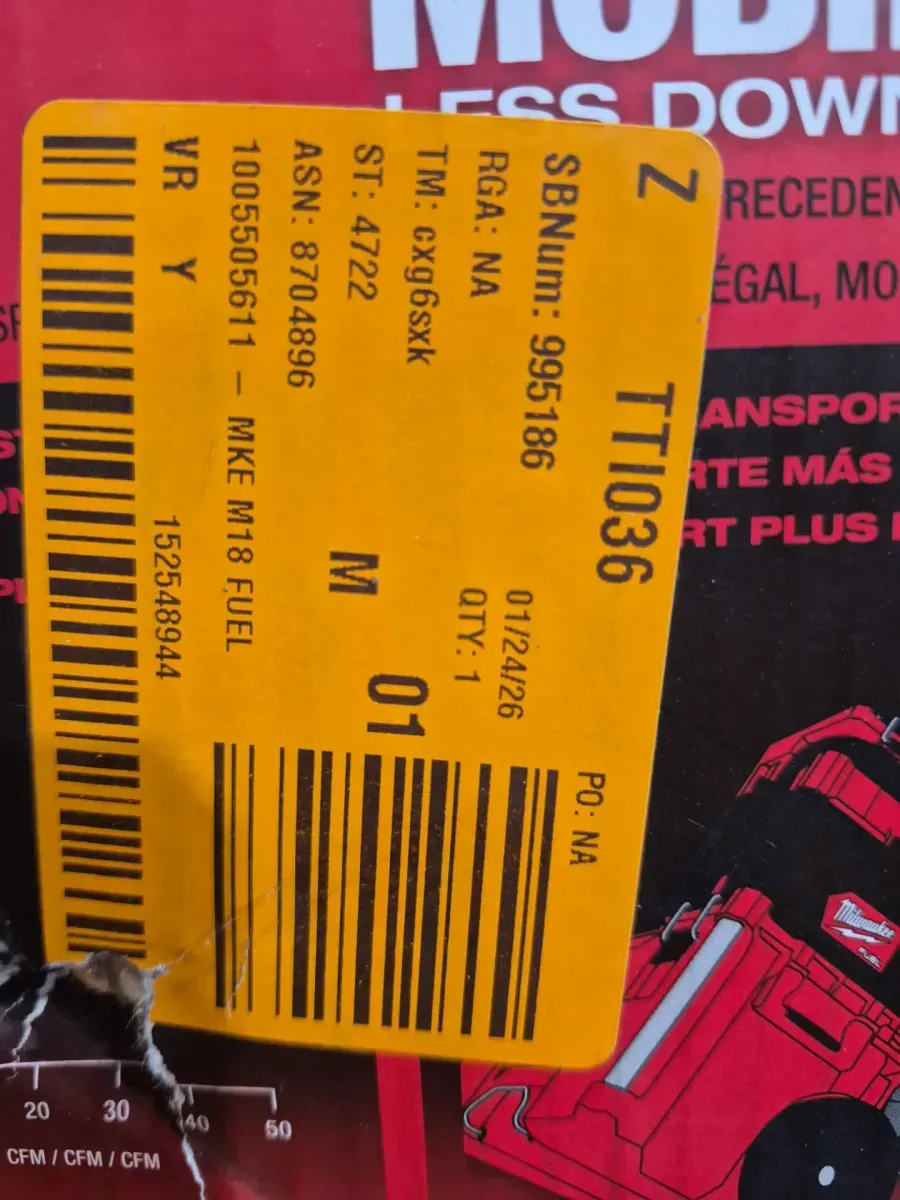 MOBI
LESS DOWN
RECEDEN
ÉGAL, MO
ANSPOR
RTE MÁS
RT PLUS
Z TTI036 PO: NA
SBNum: 995186 01/24/26
RGA: NA QTY: 1
TM: cxg6sxk
ST: 4722 M 01
ASN: 8704896
1005505611 - MKE M18 FUEL
VR Y 152548944
Milwaukee
FUEL
20 30 40 50
CFM / CFM / CFM